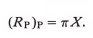 (R_P)_P = πX.